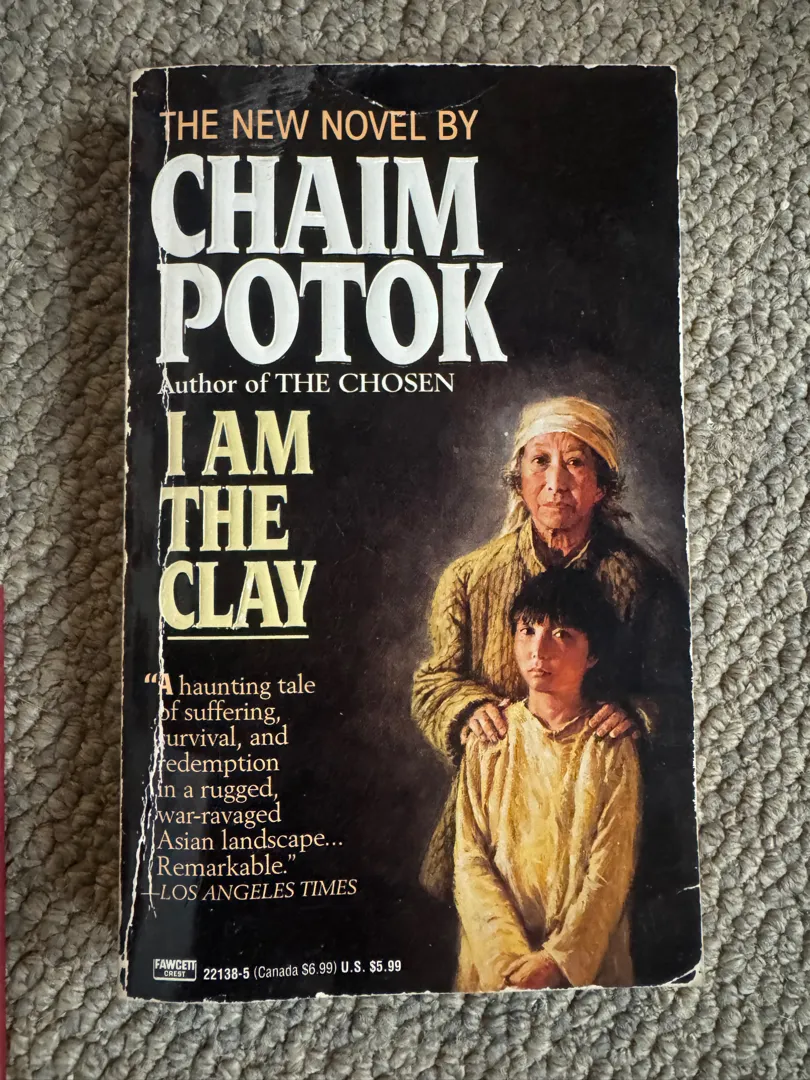 THE NEW NOVEL BY
CHAIM
POTOK
Author of THE CHOSEN
I AM
THE
CLAY
"A haunting tale
of suffering,
survival, and
redemption
in a rugged,
war-ravaged
Asian landscape...
Remarkable."
—LOS ANGELES TIMES
FAWCETT
CREST
22138-5 (Canada $6.99) U.S. $5.99